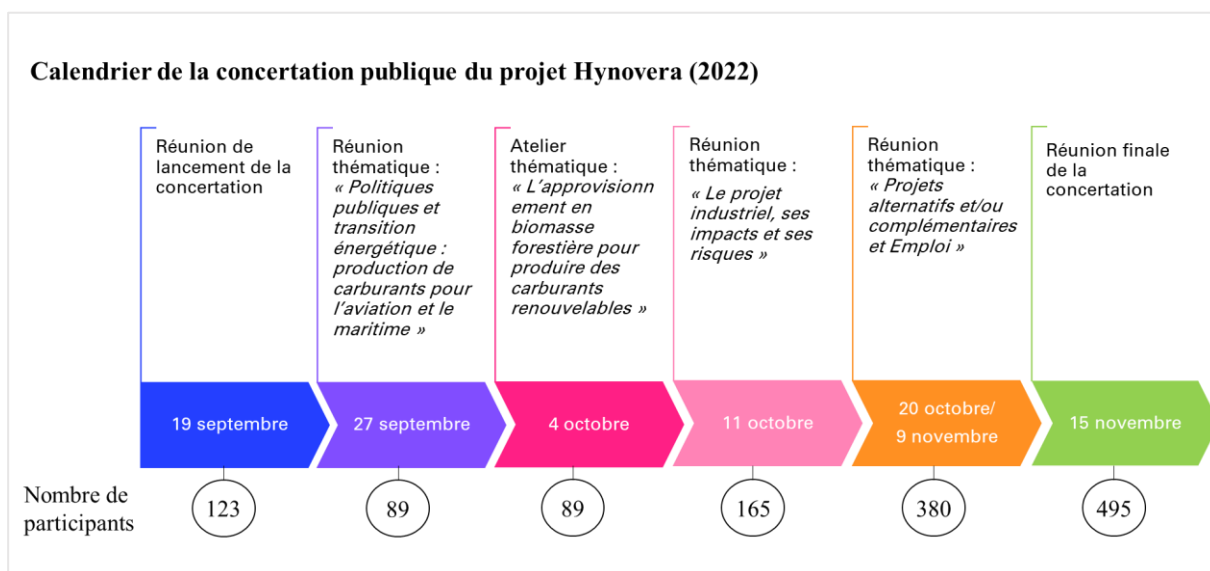 Calendrier de la concertation publique du projet Hynovera (2022)
Réunion de
lancement de la
concertation
Réunion
thématique :
« Politiques
publiques et
transition
énergétique :
production de
carburants pour
l'aviation et le
maritime »
Atelier
thématique :
« L'approvisionn
ement en
biomasse
forestière pour
produire des
carburants
renouvelables »
Réunion
thématique :
« Le projet
industriel, ses
impacts et ses
risques »
Réunion
thématique :
« Projets
alternatifs et/ou
complémentaires
et Emploi »
Réunion finale
de la
concertation
19 septembre
27 septembre
4 octobre
11 octobre
20 octobre/
9 novembre
15 novembre
Nombre de
participants
123
89
89
165
380
495